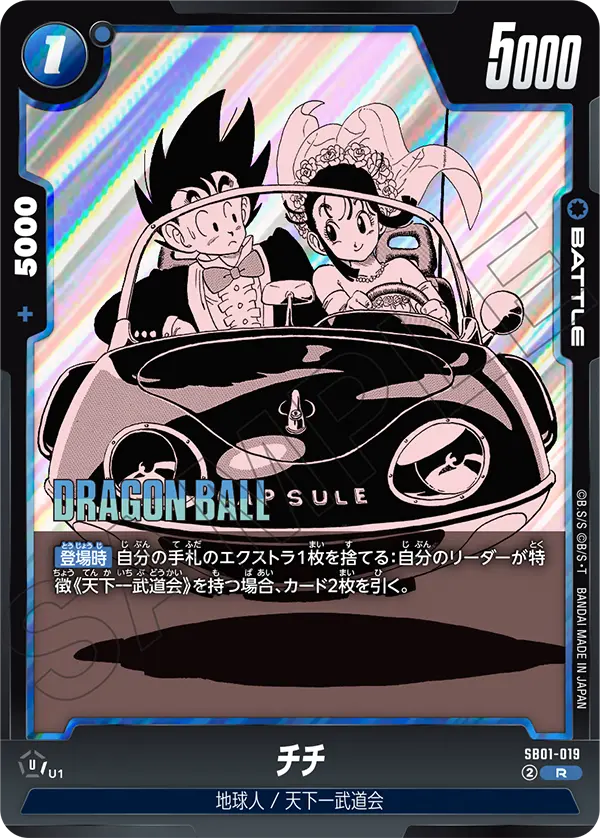 1
5000
+ 5000
BATTLE
CAPSULE
DRAGON BALL
登場時 自分の手札のエクストラ1枚を捨てる:自分のリーダーが特
徴《天下一武道会》を持つ場合、カード2枚を引く。
SAMPLE
©B.S/S ©B/S・T BANDAI MADE IN JAPAN
チチ
SB01-019
U/U1
② R
地球人 / 天下一武道会